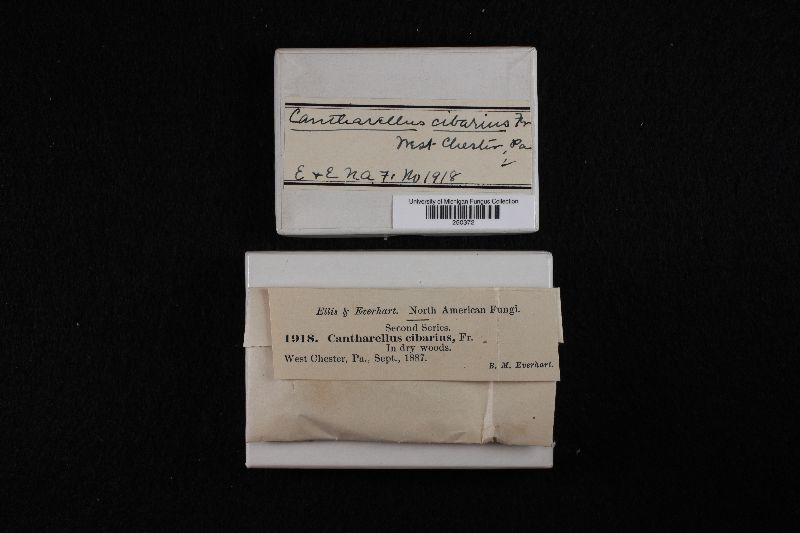 Cantharellus cibarius Fr
West Chester, Pa
E & E N.A.F. No 1918
University of Michigan Fungus Collection
250372
Ellis & Everhart. North American Fungi.
Second Series.
1918. Cantharellus cibarius, Fr.
In dry woods.
West Chester, Pa., Sept., 1887.
B. M. Everhart.